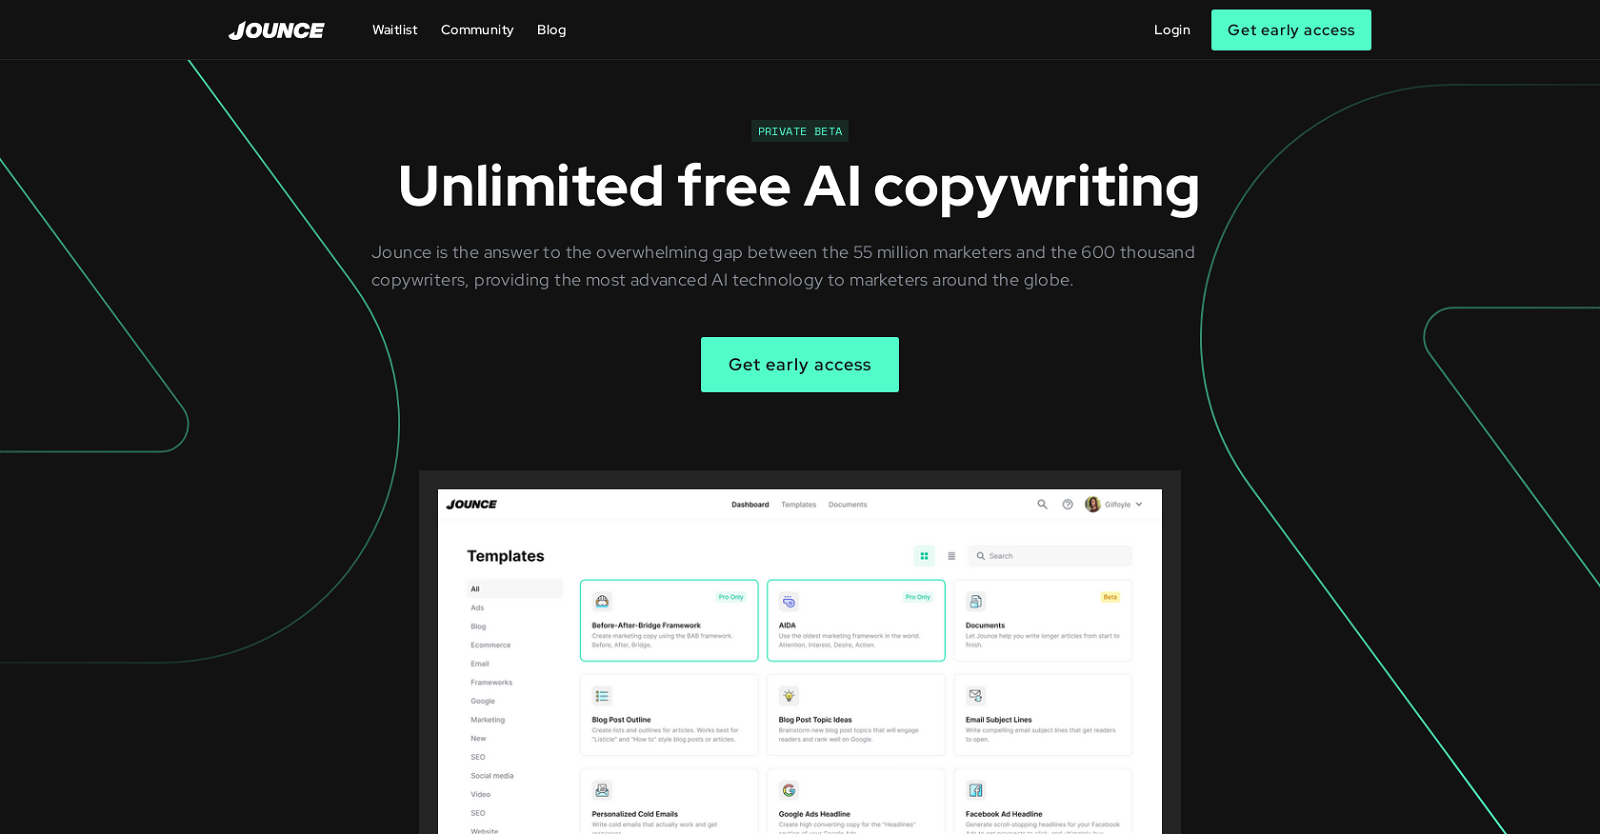 JOUNCE
Waitlist
Community
Blog
Login
Get early access
PRIVATE BETA
Unlimited free AI copywriting
Jounce is the answer to the overwhelming gap between the 55 million marketers and the 600 thousand
copywriters, providing the most advanced AI technology to marketers around the globe.
Get early access
JOUNCE
Dashboard
Templates
Documents
Gilfoyle
Templates
Search
All
Ads
Blog
Ecommerce
Email
Frameworks
Google
Marketing
New
SEO
Social media
Video
SEO
Website
Pro Only
Before-After-Bridge Framework
Create marketing copy using the BAB framework.
Before, After, Bridge.
Pro Only
AIDA
Use the oldest marketing framework in the world.
Attention, Interest, Desire, Action.
Beta
Documents
Let Jounce help you write longer articles from start to
finish.
Blog Post Outline
Create lists and outlines for articles. Works best for
"Listicle" and "How to" style blog posts or articles.
Blog Post Topic Ideas
Brainstorm new blog post topics that will engage
readers and rank well on Google.
Email Subject Lines
Write compelling email subject lines that get readers
to open.
Personalized Cold Emails
Write cold emails that actually work and get
Google Ads Headline
Create high converting copy for the "Headlines"
section of your Google Ads.
Facebook Ad Headline
Generate scroll-stopping headlines for your Facebook